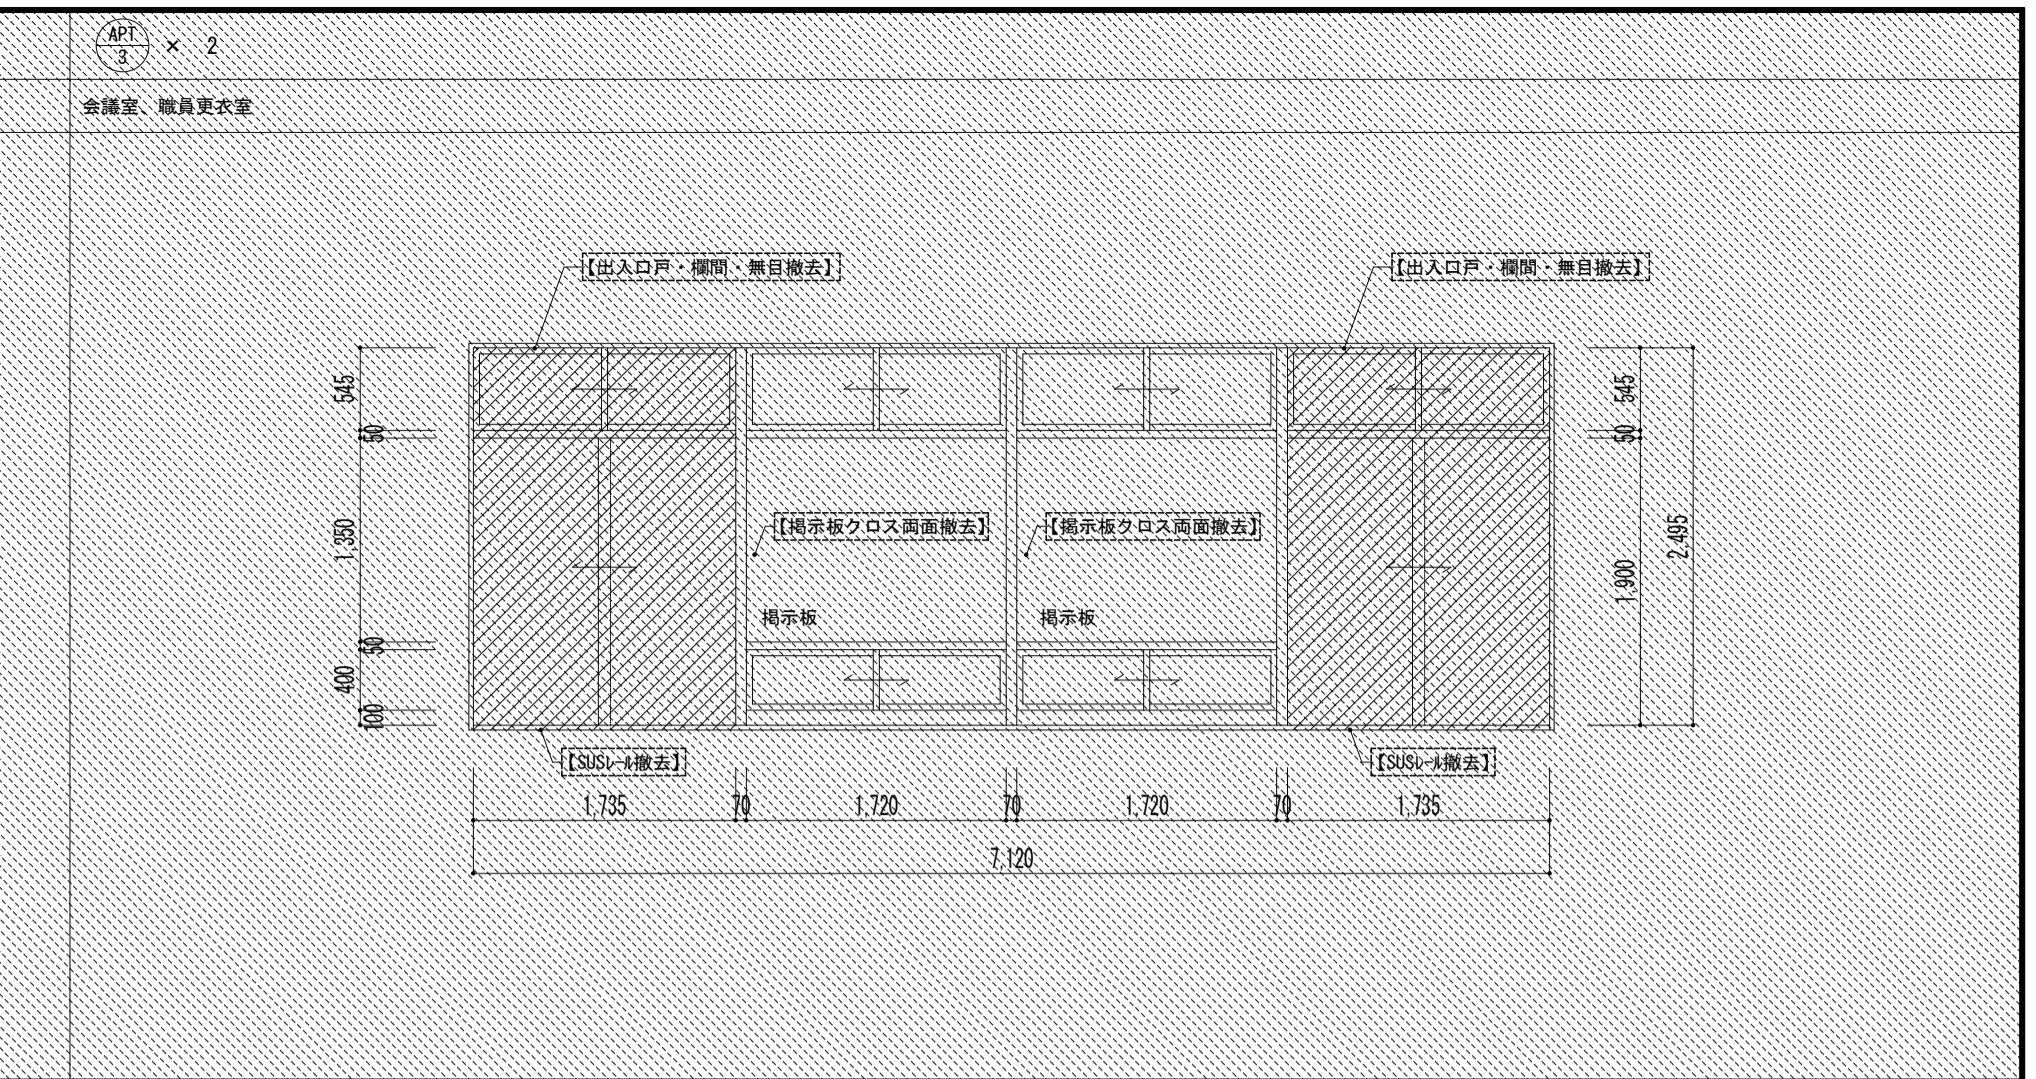 APT
3
× 2
会議室、職員更衣室
【出入口戸・欄間・無目撤去】
【出入口戸・欄間・無目撤去】
545
50
1,350
50
400
100
【掲示板クロス両面撤去】
【掲示板クロス両面撤去】
掲示板
掲示板
545
50
1,900
2,495
【SUSﾚｰﾙ撤去】
【SUSﾚｰﾙ撤去】
1,735
70
1,720
70
1,720
70
1,735
7,120